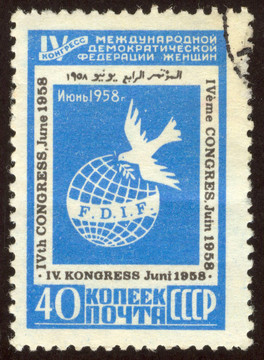 IV КОНГРЕСС
МЕЖДУНАРОДНОЙ
ДЕМОКРАТИЧЕСКОЙ
ФЕДЕРАЦИИ ЖЕНЩИН
المؤتمر الرابع يونيو ١٩٥٨
Июнь 1958 г.
IVth CONGRESS, June 1958
IVème CONGRES, Juin 1958
F.D.I.F.
· IV. KONGRESS Juni 1958 ·
40 КОПЕЕК
ПОЧТА СССР